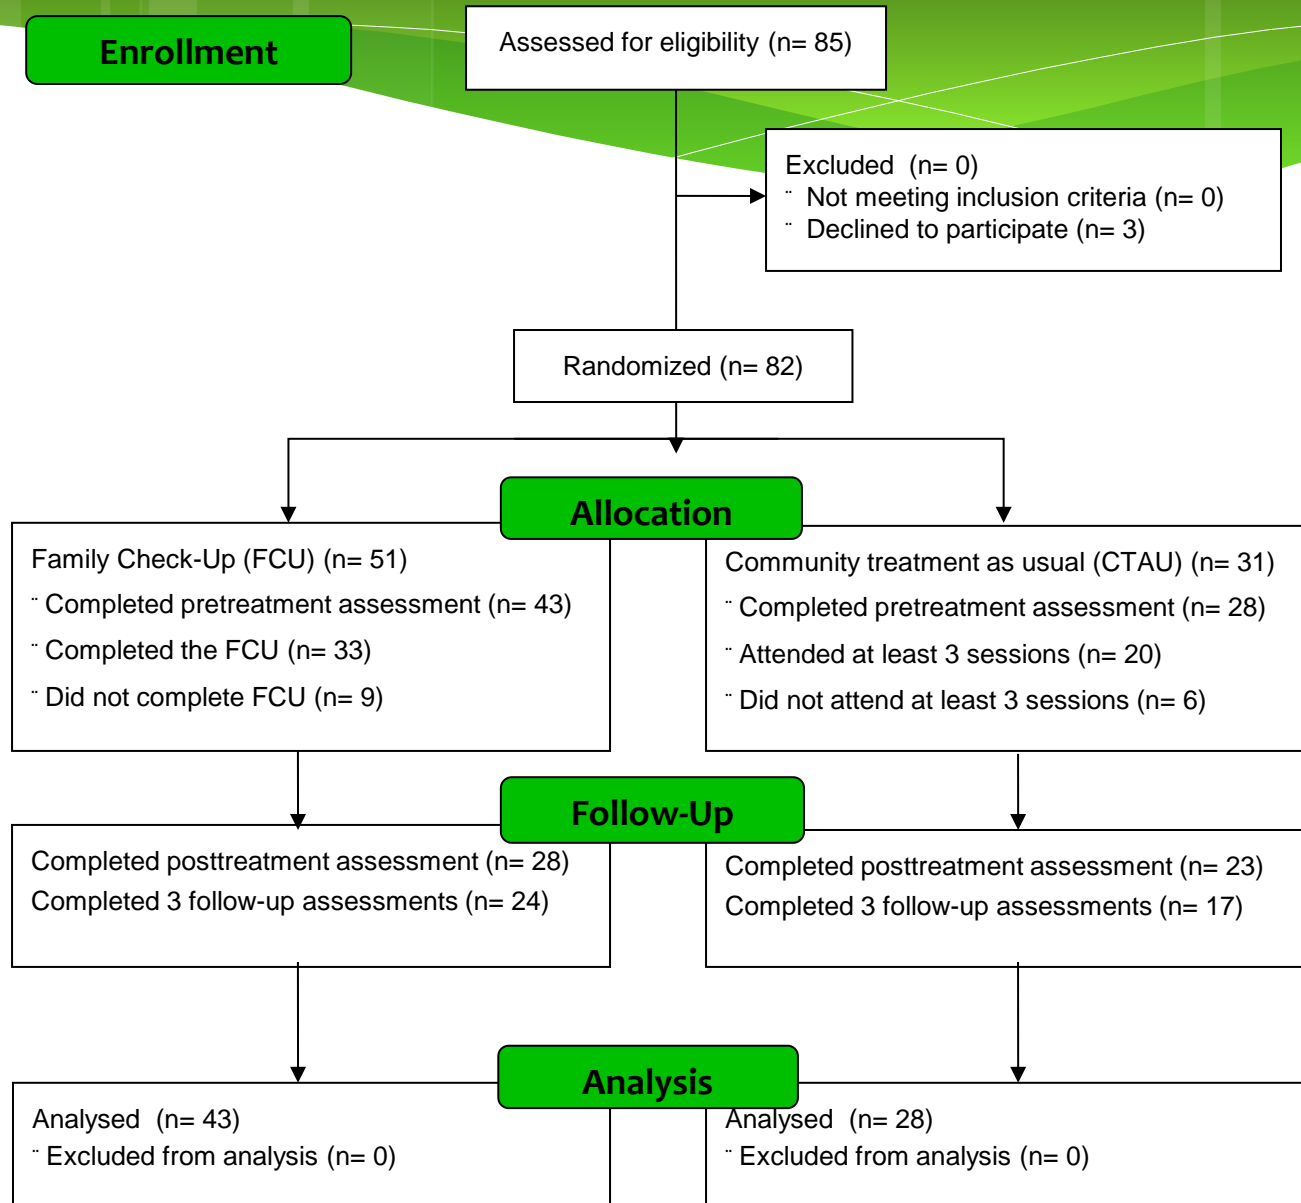 Enrollment
Assessed for eligibility (n= 85)
Excluded (n= 0)
¨ Not meeting inclusion criteria (n= 0)
¨ Declined to participate (n= 3)
Randomized (n= 82)
Allocation
Family Check-Up (FCU) (n= 51)
¨ Completed pretreatment assessment (n= 43)
¨ Completed the FCU (n= 33)
¨ Did not complete FCU (n= 9)
Community treatment as usual (CTAU) (n= 31)
¨ Completed pretreatment assessment (n= 28)
¨ Attended at least 3 sessions (n= 20)
¨ Did not attend at least 3 sessions (n= 6)
Follow-Up
Completed posttreatment assessment (n= 28)
Completed 3 follow-up assessments (n= 24)
Completed posttreatment assessment (n= 23)
Completed 3 follow-up assessments (n= 17)
Analysis
Analysed (n= 43)
¨ Excluded from analysis (n= 0)
Analysed (n= 28)
¨ Excluded from analysis (n= 0)